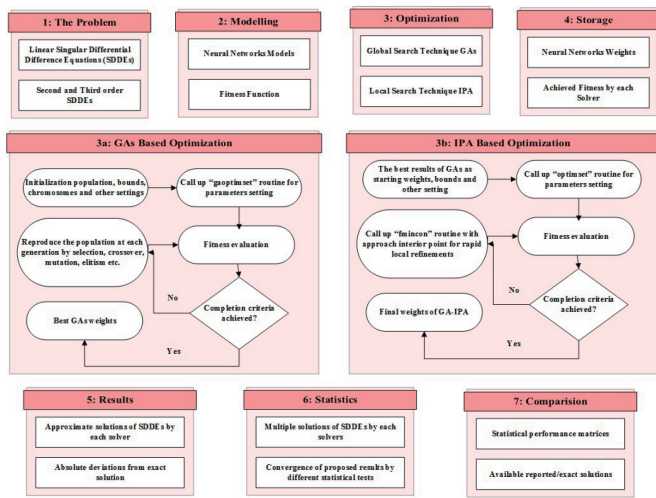 1: The Problem
Linear Singular Differential
Difference Equations (SDDEs)
Second and Third order
SDDEs
2: Modelling
Neural Networks Models
Fitness Function
3: Optimization
Global Search Technique GAs
Local Search Technique IPA
4: Storage
Neural Networks Weights
Achieved Fitness by each
Solver
3a: GAs Based Optimization
Initialization population, bounds,
chromosomes and other settings
Call up “gaoptimset” routine for
parameters setting
Reproduce the population at each
generation by selection, crossover,
mutation, elitism etc.
Fitness evaluation
No
Completion criteria
achieved?
Best GAs weights
Yes
3b: IPA Based Optimization
The best results of GAs as
starting weights, bounds and
other setting
Call up “optimset” routine for
parameters setting
Call up “fmincon” routine with
approach interior point for rapid
local refinements
Fitness evaluation
No
Completion criteria
achieved?
Final weights of GA-IPA
Yes
5: Results
Approximate solutions of SDDEs by
each solver
Absolute deviations from exact
solution
6: Statistics
Multiple solutions of SDDEs by each
solvers
Convergence of proposed results by
different statistical tests
7: Comparision
Statistical performance matrices
Available reported/exact solutions